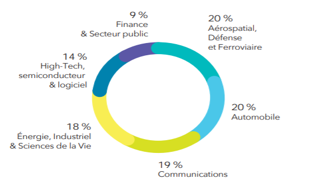 9 %
Finance
& Secteur public
20 %
Aérospatial,
Défense
et Ferroviaire
14 %
High-Tech,
semiconducteur
& logiciel
20 %
Automobile
18 %
Énergie, Industriel
& Sciences de la Vie
19 %
Communications